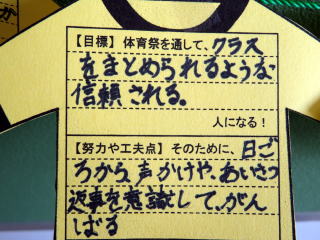 【目標】体育祭を通して、クラス
をまとめられるような
信頼される。
人になる!
【努力や工夫点】そのために、日ご
ろから、声かけや、あいさつ
返事を意識して、がん
ばる